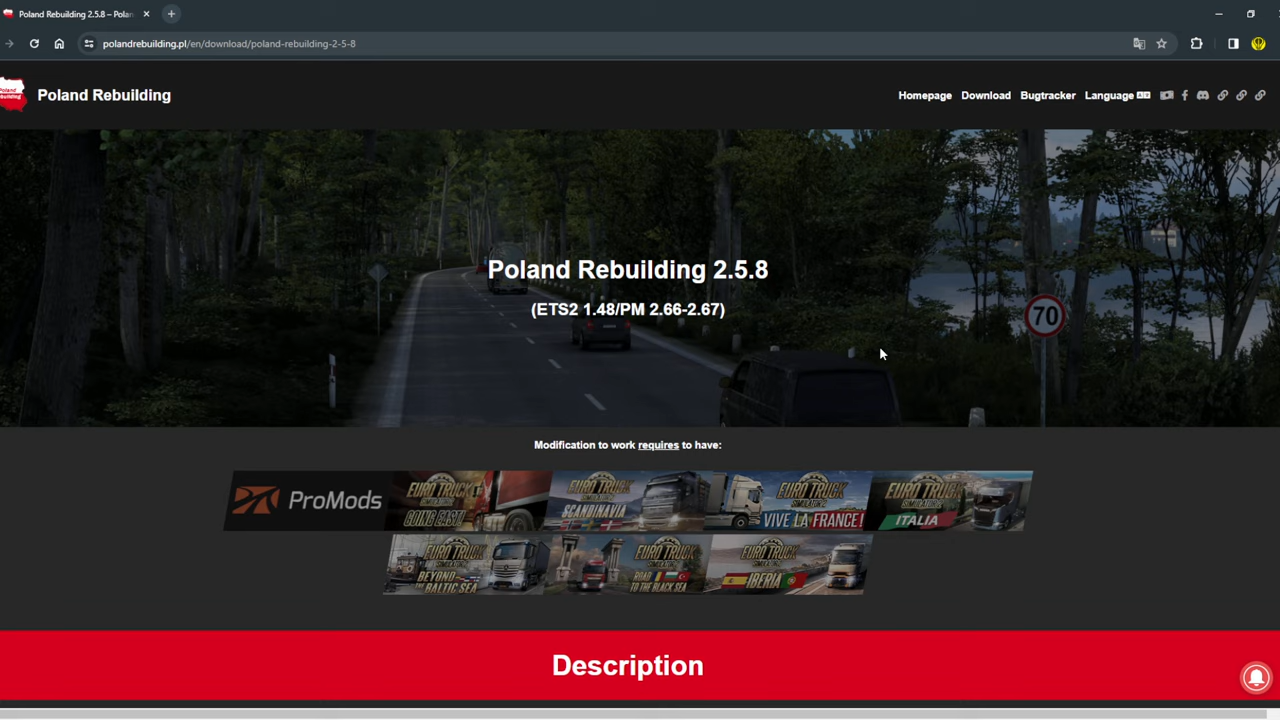 Poland Rebuilding 2.5.8 – Polan
polandrebuilding.pl/en/download/poland-rebuilding-2-5-8
Poland Rebuilding
Homepage Download Bugtracker Language
70
Poland Rebuilding 2.5.8
(ETS2 1.48/PM 2.66-2.67)
Modification to work requires to have:
ProMods
EURO TRUCK SIMULATOR 2 GOING EAST!
EURO TRUCK SIMULATOR 2 SCANDINAVIA
EURO TRUCK SIMULATOR 2 VIVE LA FRANCE!
EURO TRUCK SIMULATOR 2 ITALIA
EURO TRUCK SIMULATOR 2 BEYOND THE BALTIC SEA
EURO TRUCK SIMULATOR 2 ROAD TO THE BLACK SEA
EURO TRUCK SIMULATOR 2 IBERIA
Description